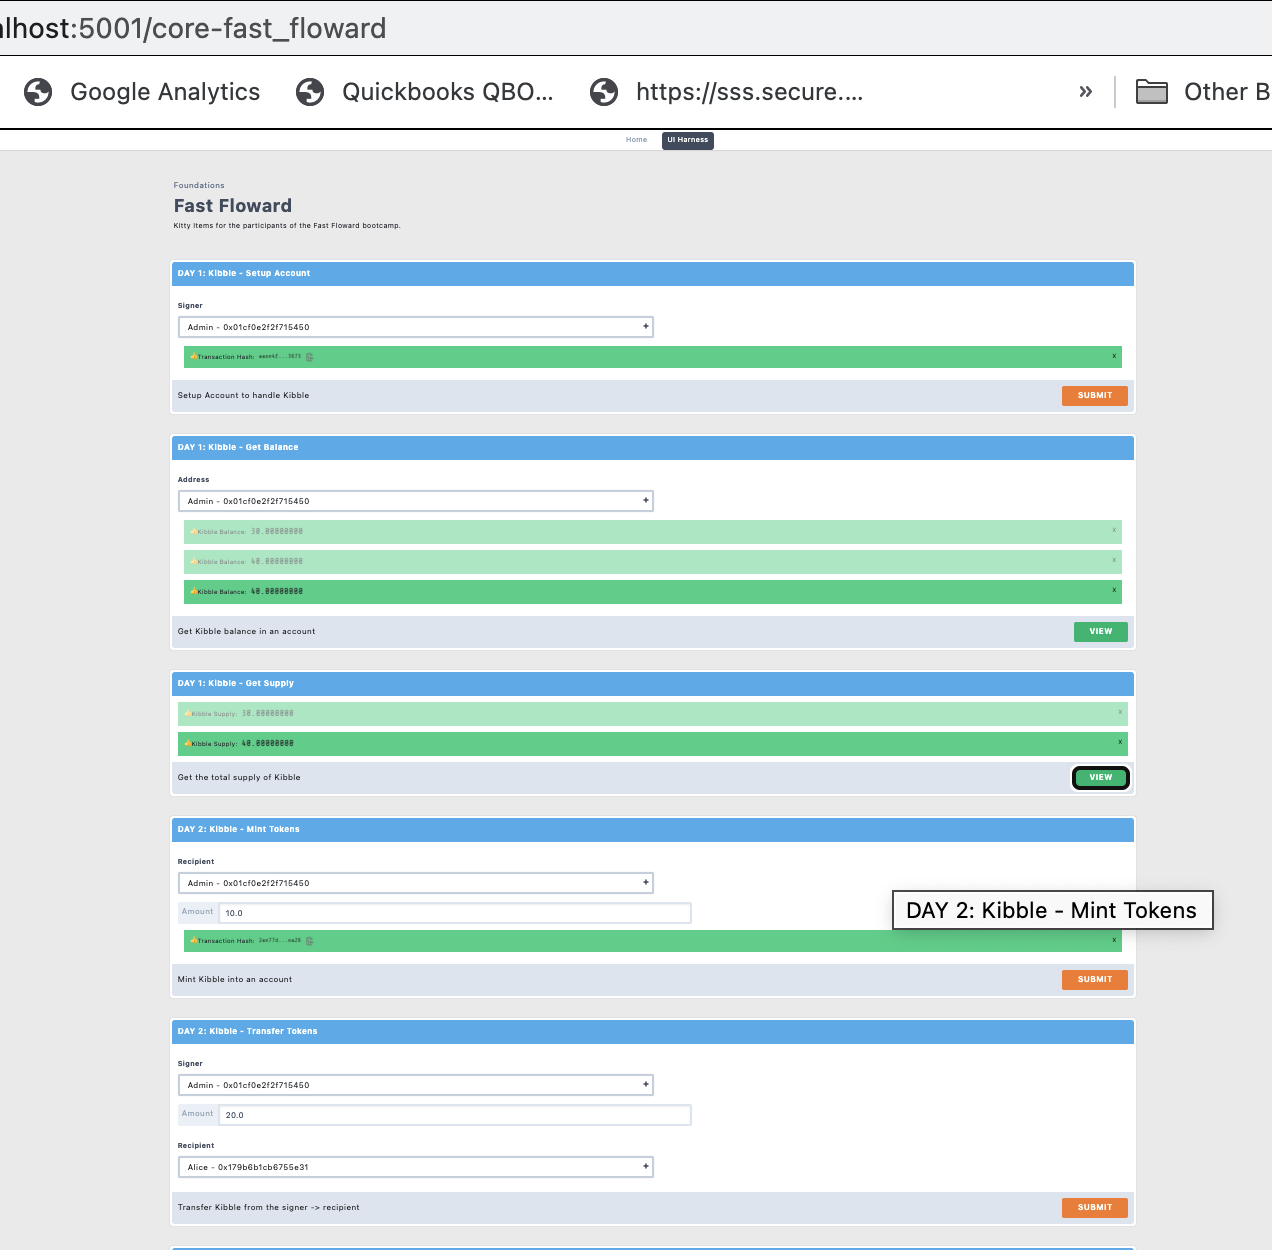 lhost:5001/core-fast_floward
Google Analytics Quickbooks QBO... https://sss.secure.... » Other B
Home UI Harness
Foundations
Fast Floward
Kitty Items for the participants of the Fast Floward bootcamp.
DAY 1: Kibble - Setup Account
Signer
Admin - 0x01cf0e2f2f715450
Transaction Hash: x
Setup Account to handle Kibble SUBMIT
DAY 1: Kibble - Get Balance
Address
Admin - 0x01cf0e2f2f715450
Kibble Balance: 30.00000000 x
Kibble Balance: 40.00000000 x
Kibble Balance: 40.00000000 x
Get Kibble balance in an account VIEW
DAY 1: Kibble - Get Supply
Kibble Supply: 30.00000000 x
Kibble Supply: 40.00000000 x
Get the total supply of Kibble VIEW
DAY 2: Kibble - Mint Tokens
Recipient
Admin - 0x01cf0e2f2f715450
DAY 2: Kibble - Mint Tokens
Amount 10.0
Transaction Hash: x
Mint Kibble into an account SUBMIT
DAY 2: Kibble - Transfer Tokens
Signer
Admin - 0x01cf0e2f2f715450
Amount 20.0
Recipient
Alice - 0x179b6b1cb6755e31
Transfer Kibble from the signer -> recipient SUBMIT